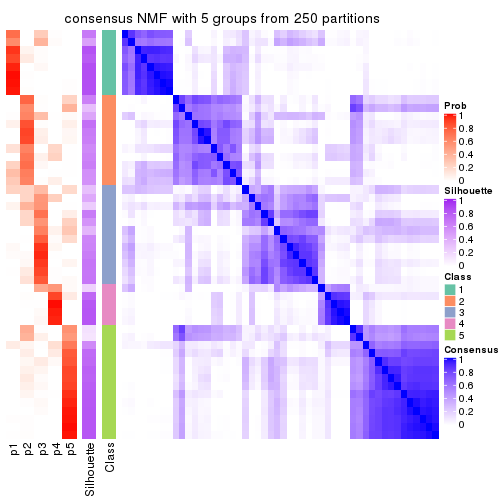 consensus NMF with 5 groups from 250 partitions
Prob
1
0.8
0.6
0.4
0.2
0
Silhouette
1
0.8
0.6
0.4
0.2
0
Class
1
2
3
4
5
Consensus
1
0.8
0.6
0.4
0.2
0
p1
p2
p3
p4
p5
Silhouette
Class